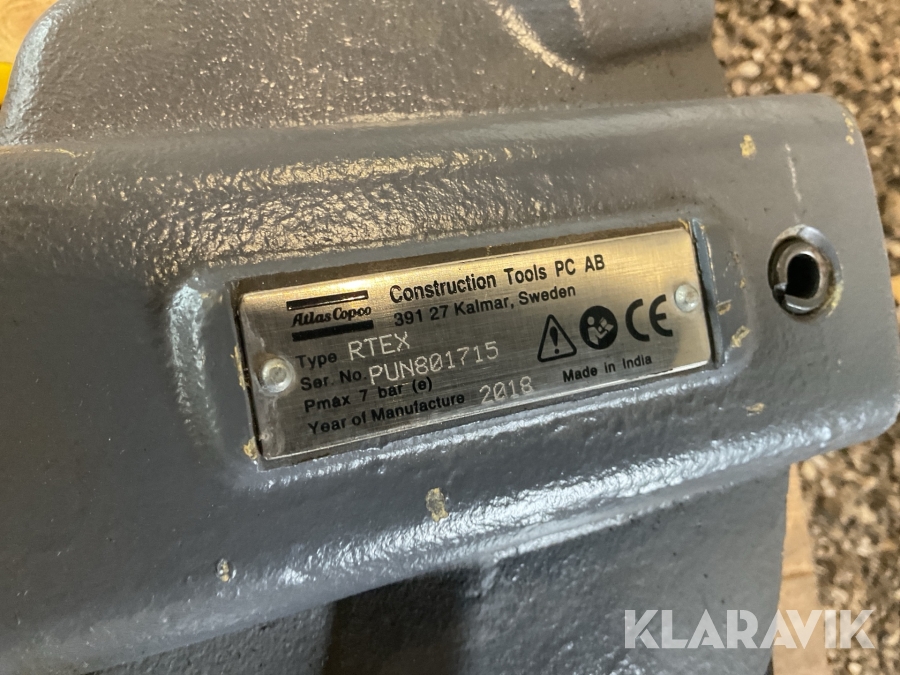 Atlas Copco
Construction Tools PC AB
391 27 Kalmar, Sweden
Type RTEX
Ser. No. PUN801715
Pmax 7 bar (e)
Year of Manufacture 2018
CE
Made in India
KLARAVIK